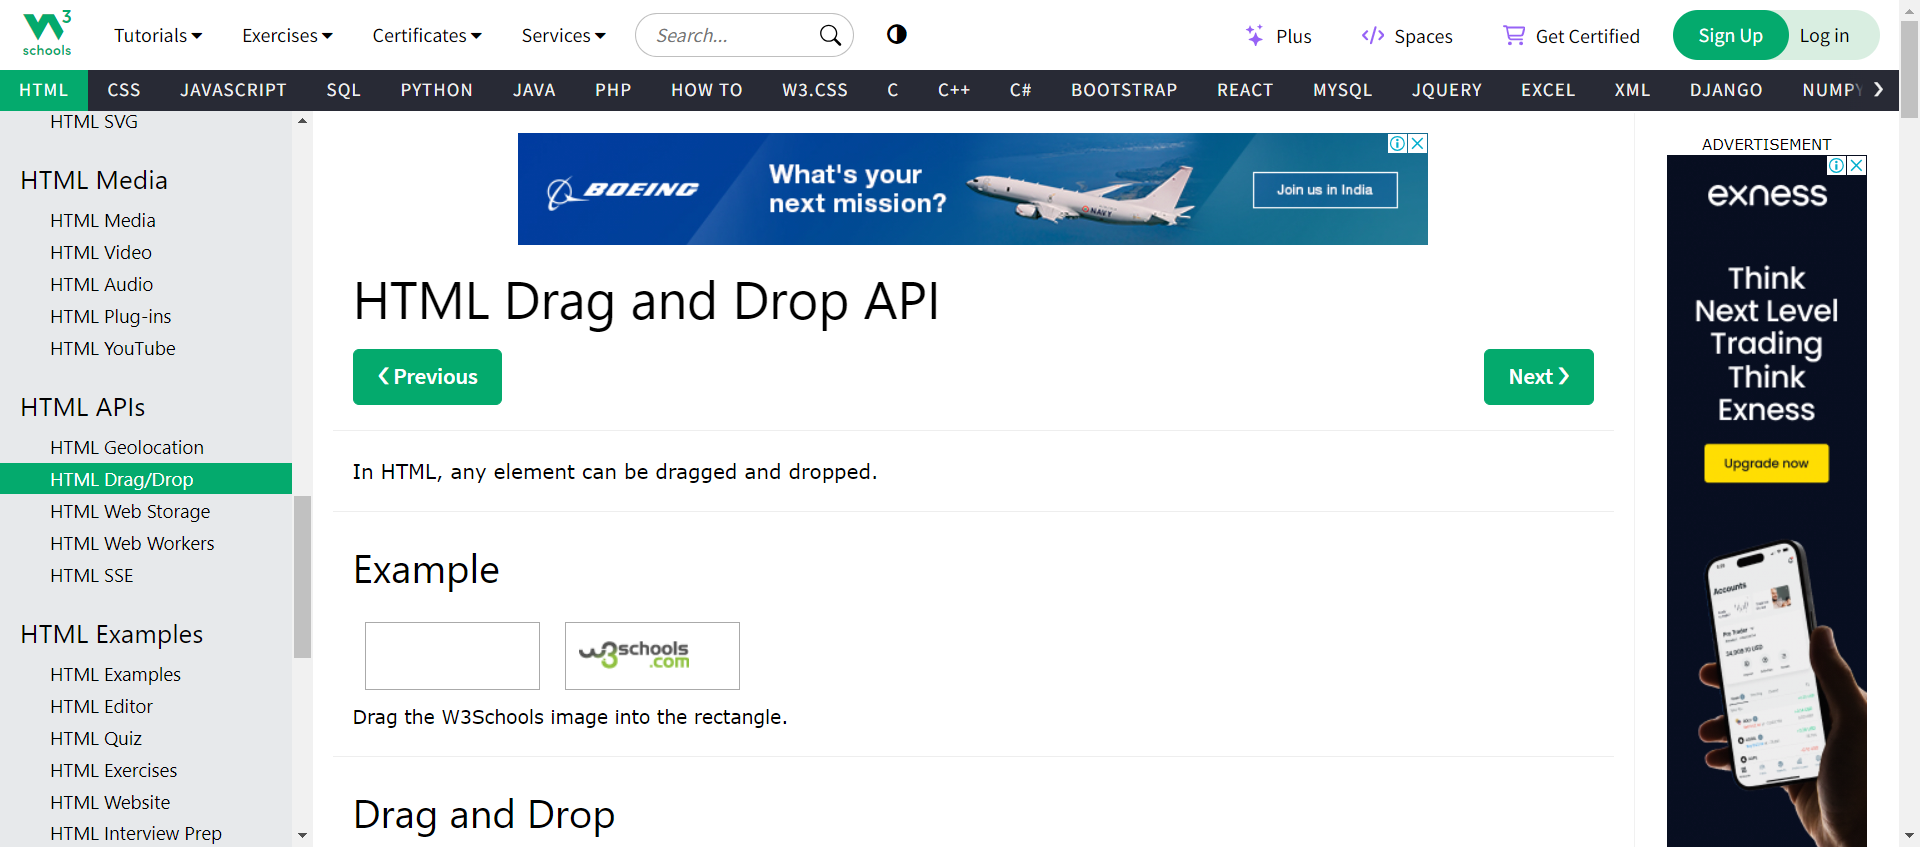 W3 schools
Tutorials
Exercises
Certificates
Services
Search...
Plus
Spaces
Get Certified
Sign Up
Log in
HTML
CSS
JAVASCRIPT
SQL
PYTHON
JAVA
PHP
HOW TO
W3.CSS
C
C++
C#
BOOTSTRAP
REACT
MYSQL
JQUERY
EXCEL
XML
DJANGO
NUMPY
HTML SVG
HTML Media
HTML Media
HTML Video
HTML Audio
HTML Plug-ins
HTML YouTube
HTML APIs
HTML Geolocation
HTML Drag/Drop
HTML Web Storage
HTML Web Workers
HTML SSE
HTML Examples
HTML Examples
HTML Editor
HTML Quiz
HTML Exercises
HTML Website
HTML Interview Prep
BOEING
What's your
next mission?
NAVY
Join us in India
HTML Drag and Drop API
❮ Previous
Next ❯
In HTML, any element can be dragged and dropped.
Example
w3schools
.com
Drag the W3Schools image into the rectangle.
Drag and Drop
ADVERTISEMENT
exness
Think
Next Level
Trading
Think
Exness
Upgrade now
Accounts
Pro Trader